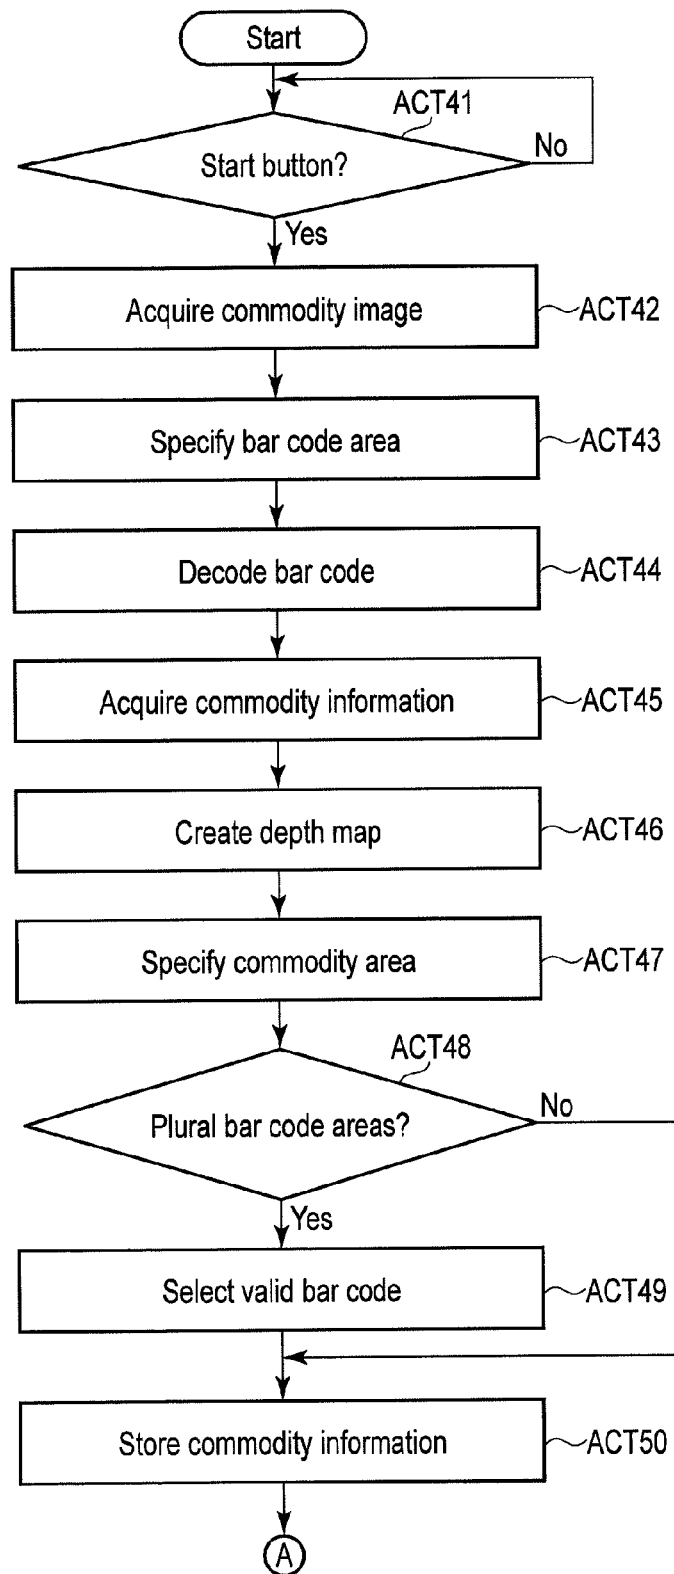 Start
ACT41
Start button?
No
Yes
Acquire commodity image
ACT42
Specify bar code area
ACT43
Decode bar code
ACT44
Acquire commodity information
ACT45
Create depth map
ACT46
Specify commodity area
ACT47
ACT48
Plural bar code areas?
No
Yes
Select valid bar code
ACT49
Store commodity information
ACT50
A